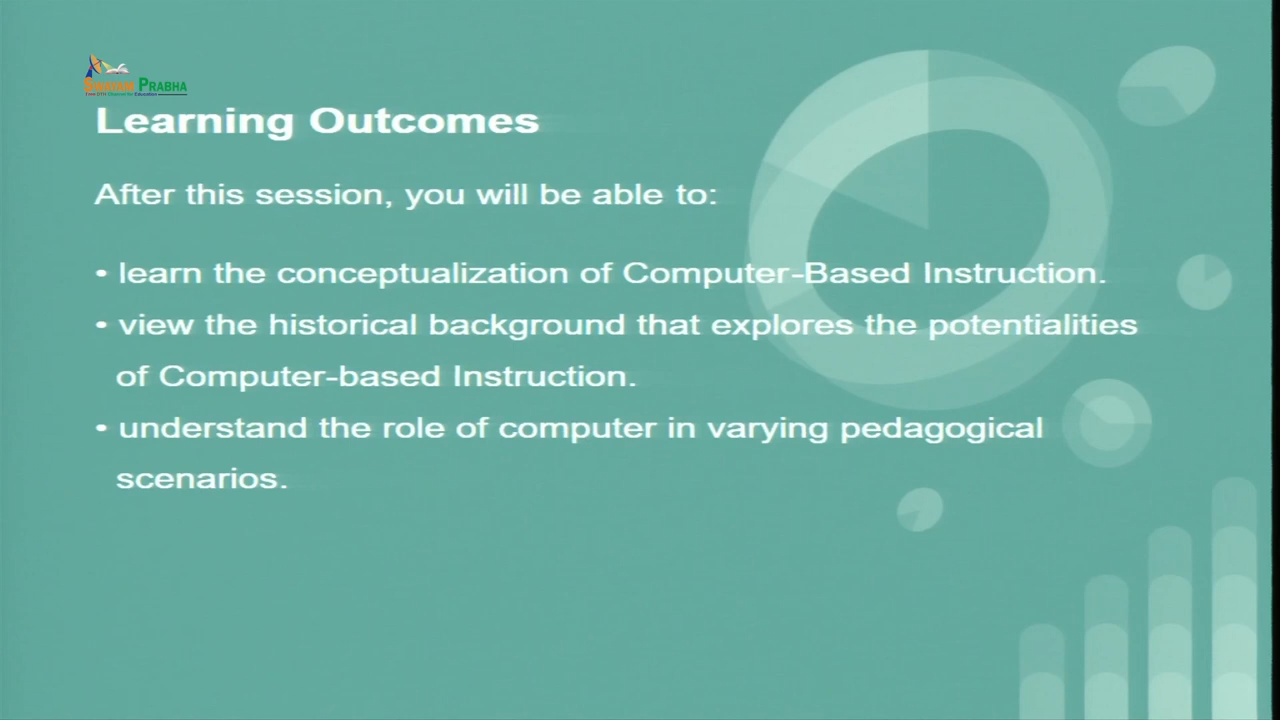 SWAYAM PRABHA
Learning Outcomes
After this session, you will be able to:
• learn the conceptualization of Computer-Based Instruction.
• view the historical background that explores the potentialities
of Computer-based Instruction.
• understand the role of computer in varying pedagogical
scenarios.